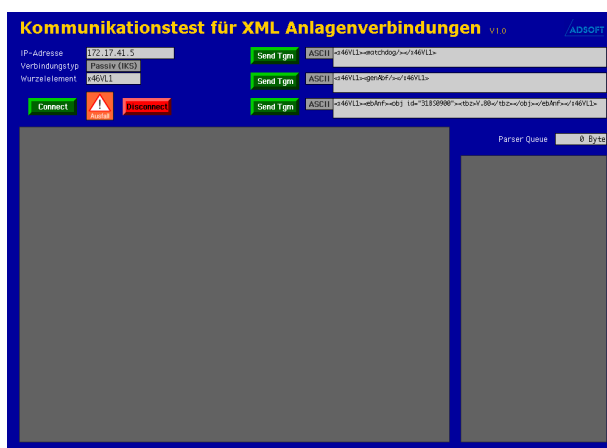 Kommunikationstest für XML Anlagenverbindungen V1.0
ADSOFT
IP-Adresse 172.17.41.5
Verbindungstyp Passiv (IKS)
Wurzelelement x46VL1
Connect Ausfall Disconnect
Send Tgm ASCII <x46VL1><watchdog/></x46VL1>
Send Tgm ASCII <x46VL1><genAbf/></x46VL1>
Send Tgm ASCII <x46VL1><ebAnf><obj id="31850900"><tbz>V.80</tbz></obj></ebAnf></x46VL1>
Parser Queue 0 Byte